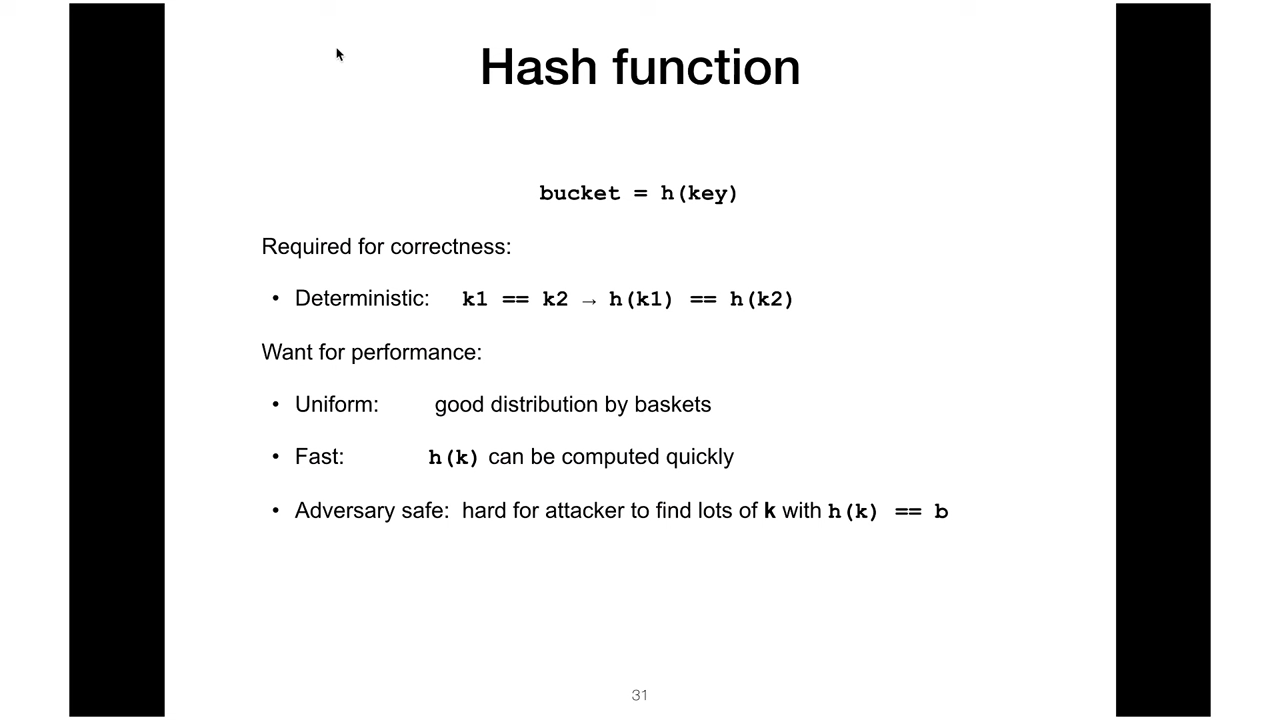 Hash function
bucket = h(key)
Required for correctness:
• Deterministic: k1 == k2 → h(k1) == h(k2)
Want for performance:
• Uniform: good distribution by baskets
• Fast: h(k) can be computed quickly
• Adversary safe: hard for attacker to find lots of k with h(k) == b
31